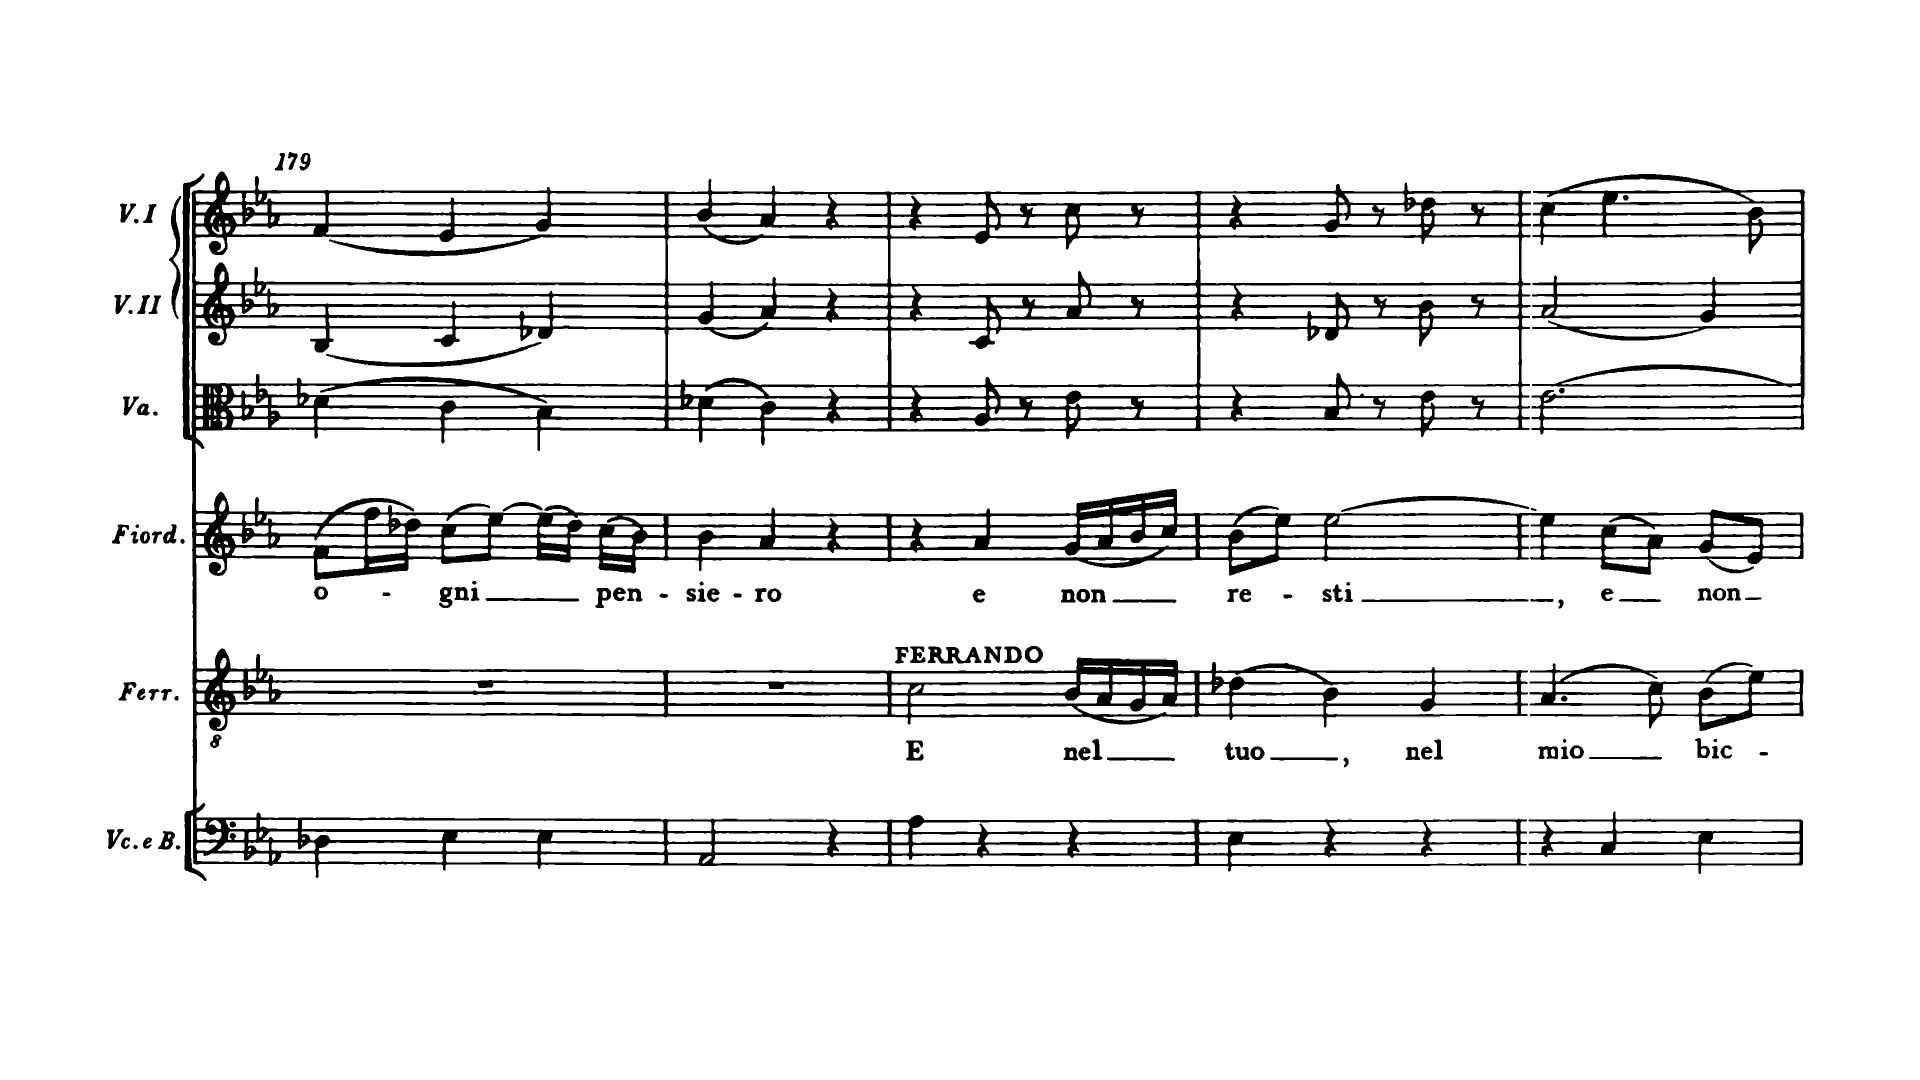 179
V. I
V. II
Va.
Fiord.
o - gni pen - sie - ro e non re - sti , e non
FERRANDO
Ferr.
8
E nel tuo , nel mio bic -
Vc. e B.